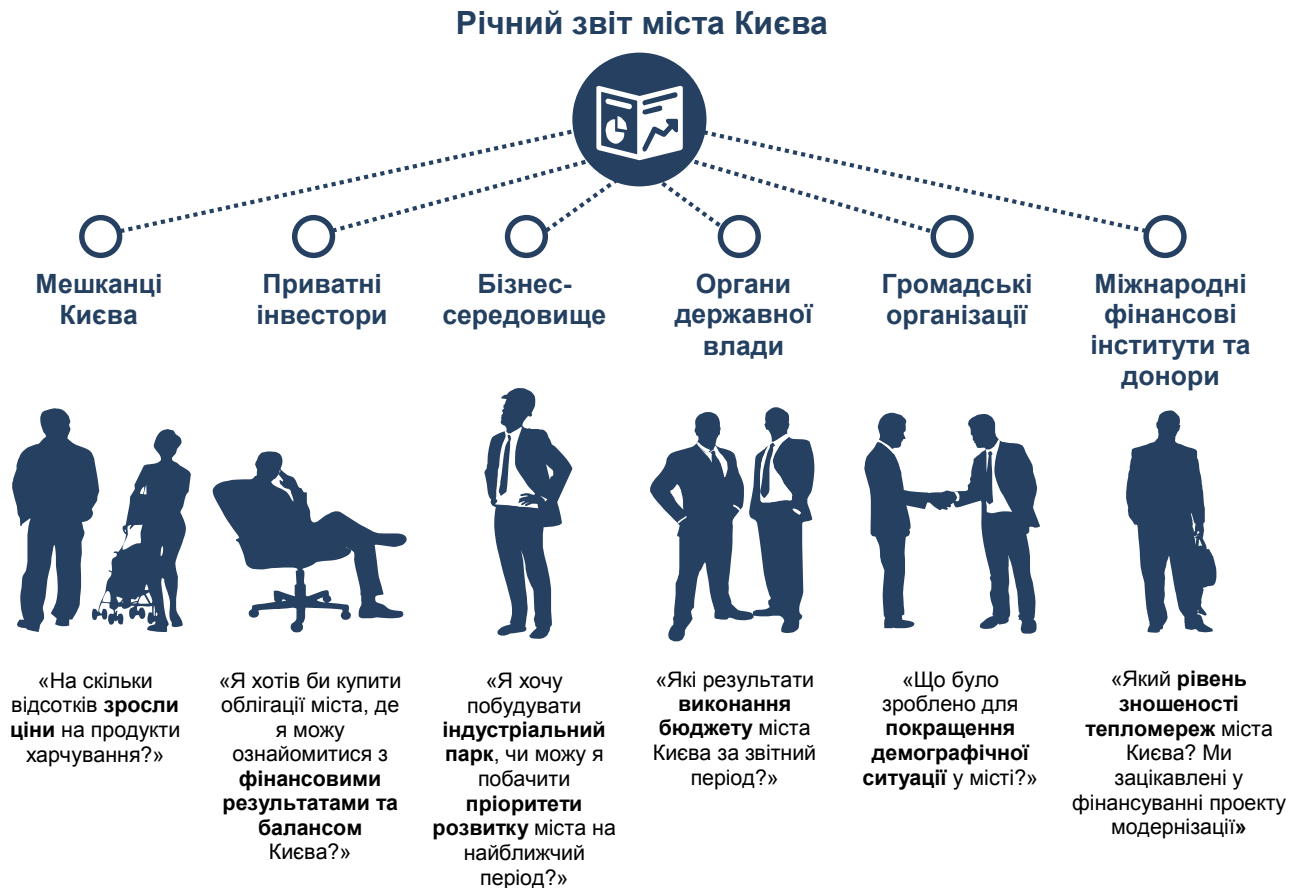 Річний звіт міста Києва
Мешканці
Києва
Приватні
інвестори
Бізнес-
середовище
Органи
державної
влади
Громадські
організації
Міжнародні
фінансові
інститути та
донори
«На скільки
відсотків зросли
ціни на продукти
харчування?»
«Я хотів би купити
облігації міста, де
я можу
ознайомитися з
фінансовими
результатами та
балансом
Києва?»
«Я хочу
побудувати
індустріальний
парк, чи можу я
побачити
пріоритети
розвитку міста на
найближчий
період?»
«Які результати
виконання
бюджету міста
Києва за звітний
період?»
«Що було
зроблено для
покращення
демографічної
ситуації у місті?»
«Який рівень
зношеності
тепломереж міста
Києва? Ми
зацікавлені у
фінансуванні проекту
модернізації»